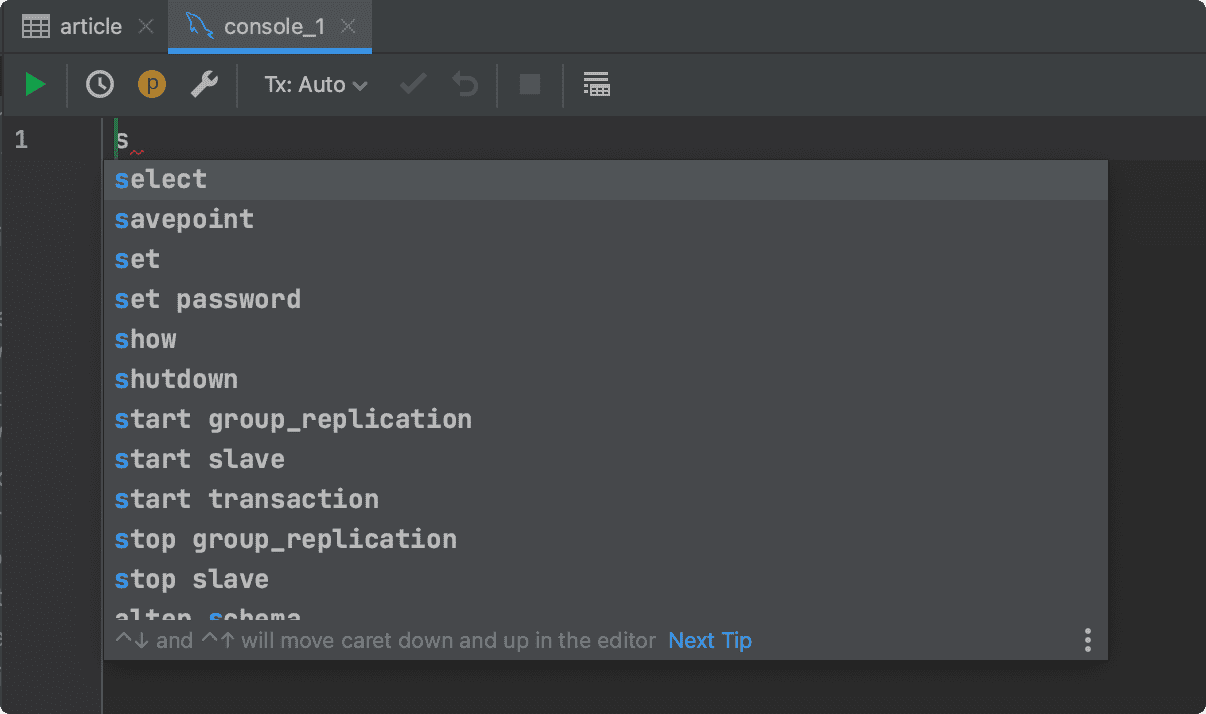 article console_1
p Tx: Auto
1 s
select
savepoint
set
set password
show
shutdown
start group_replication
start slave
start transaction
stop group_replication
stop slave
alter schema
^↓ and ^↑ will move caret down and up in the editor Next Tip